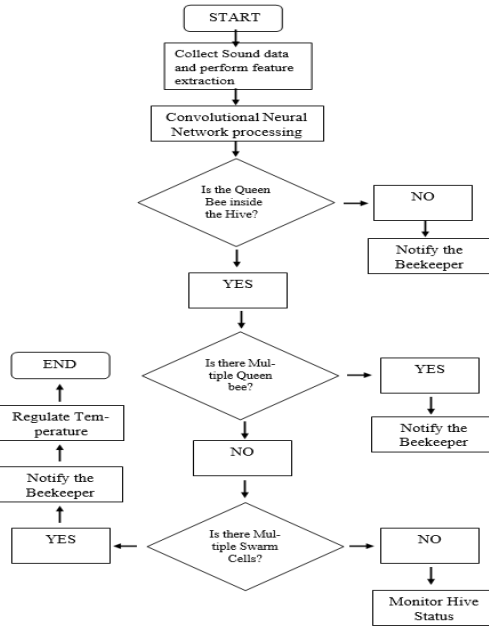 START
Collect Sound data
and perform feature
extraction
Convolutional Neural
Network processing
Is the Queen
Bee inside
the Hive?
NO
Notify the
Beekeeper
YES
Is there Mul-
tiple Queen
bee?
YES
Notify the
Beekeeper
NO
Is there Mul-
tiple Swarm
Cells?
NO
Monitor Hive
Status
YES
Notify the
Beekeeper
Regulate Tem-
perature
END